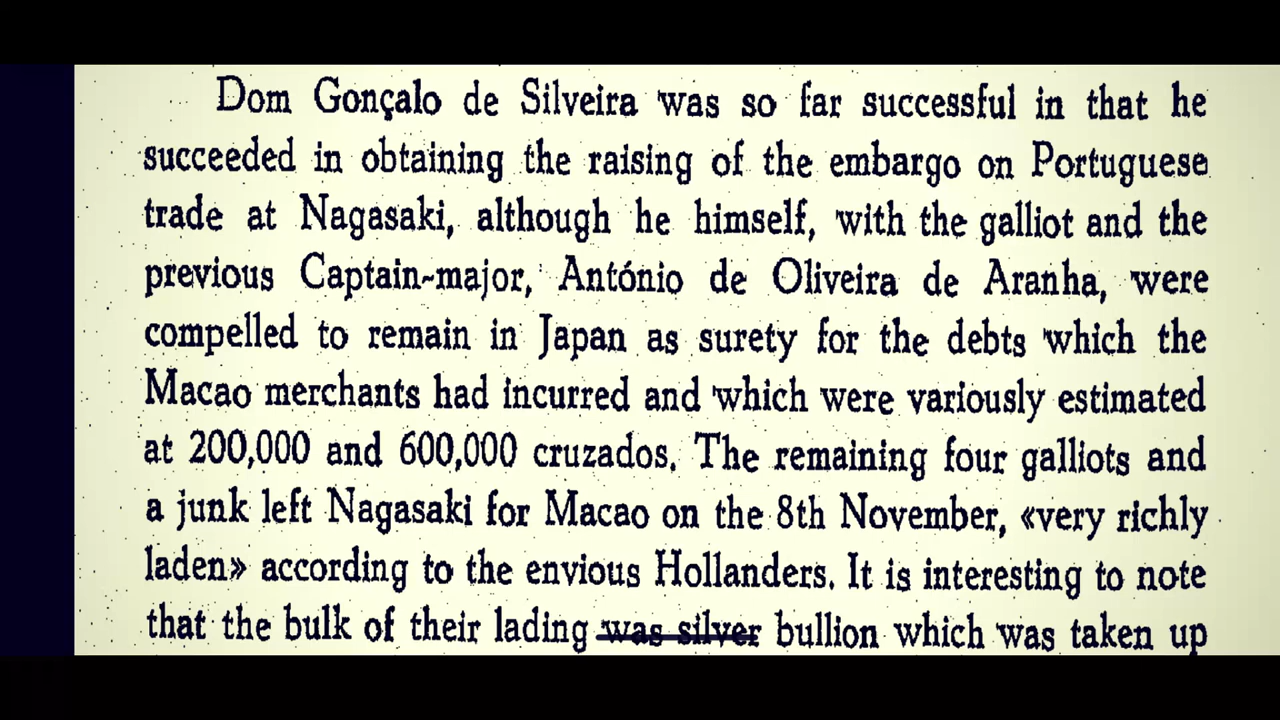 Dom Gonçalo de Silveira was so far successful in that he
succeeded in obtaining the raising of the embargo on Portuguese
trade at Nagasaki, although he himself, with the galliot and the
previous Captain-major, António de Oliveira de Aranha, were
compelled to remain in Japan as surety for the debts which the
Macao merchants had incurred and which were variously estimated
at 200,000 and 600,000 cruzados. The remaining four galliots and
a junk left Nagasaki for Macao on the 8th November, «very richly
laden» according to the envious Hollanders. It is interesting to note
that the bulk of their lading was silver bullion which was taken up